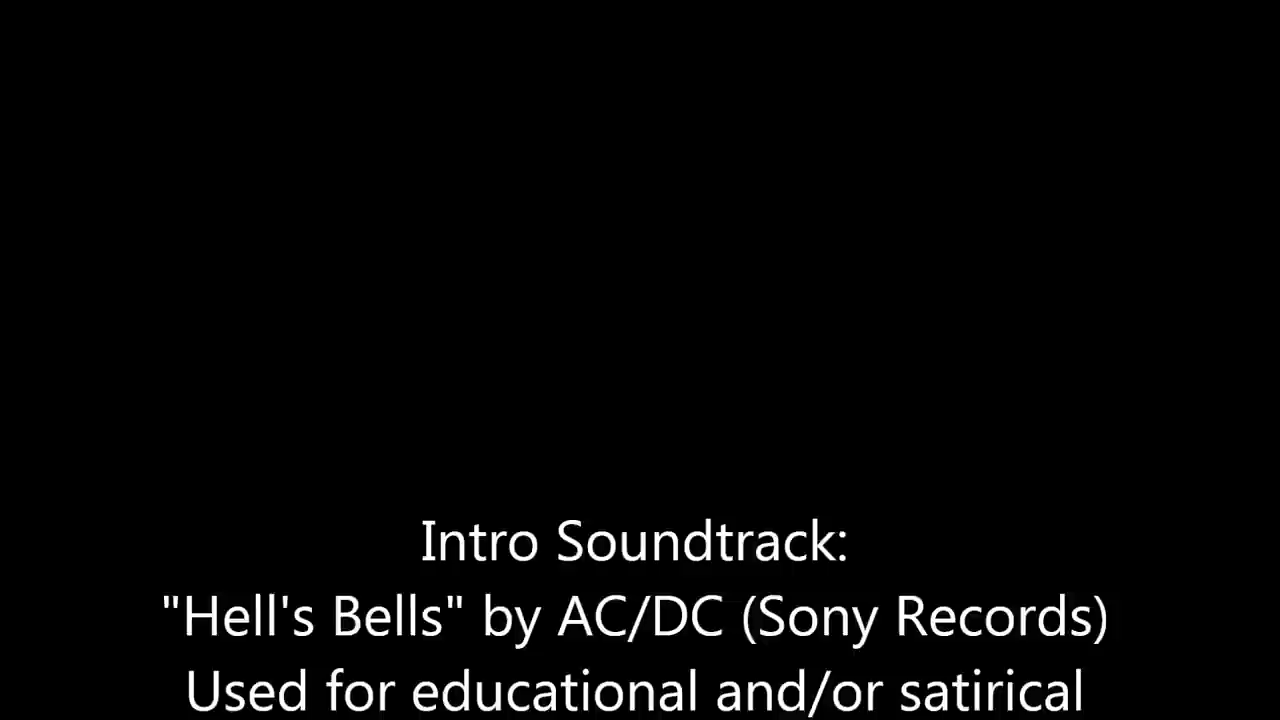 Intro Soundtrack:
"Hell's Bells" by AC/DC (Sony Records)
Used for educational and/or satirical